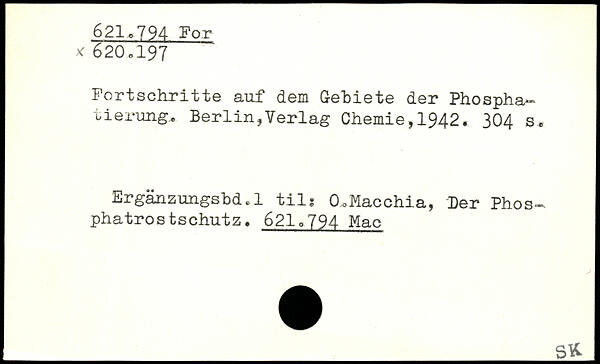 621.794 For
x 620.197
Fortschritte auf dem Gebiete der Phospha-
tierung. Berlin,Verlag Chemie,1942. 304 s.
Ergänzungsbd.1 til: O.Macchia, Der Phos-
phatrostschutz. 621.794 Mac
SK